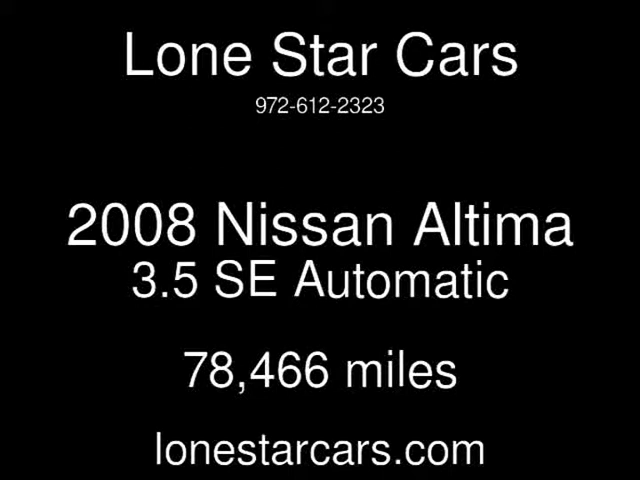 Lone Star Cars
972-612-2323
2008 Nissan Altima
3.5 SE Automatic
78,466 miles
lonestarcars.com